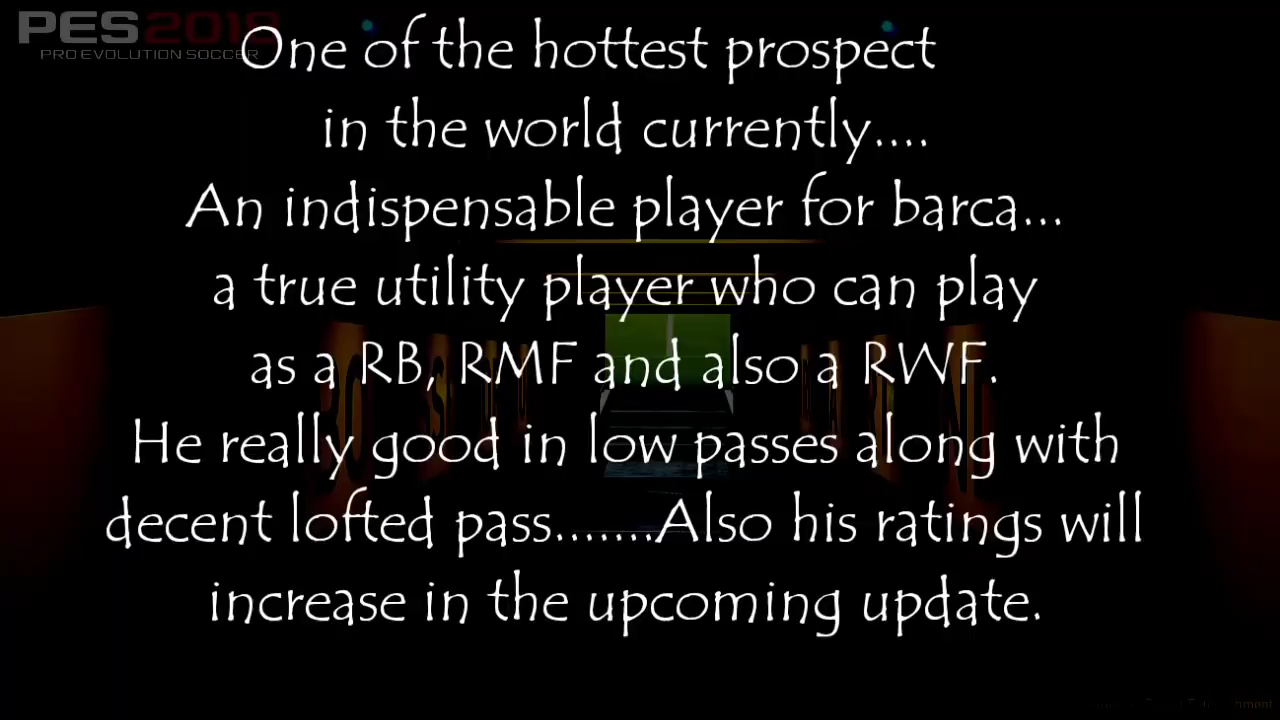 PES2018
PRO EVOLUTION SOCCER
One of the hottest prospect
in the world currently....
An indispensable player for barca...
a true utility player who can play
as a RB, RMF and also a RWF.
He really good in low passes along with
decent lofted pass.......Also his ratings will
increase in the upcoming update.